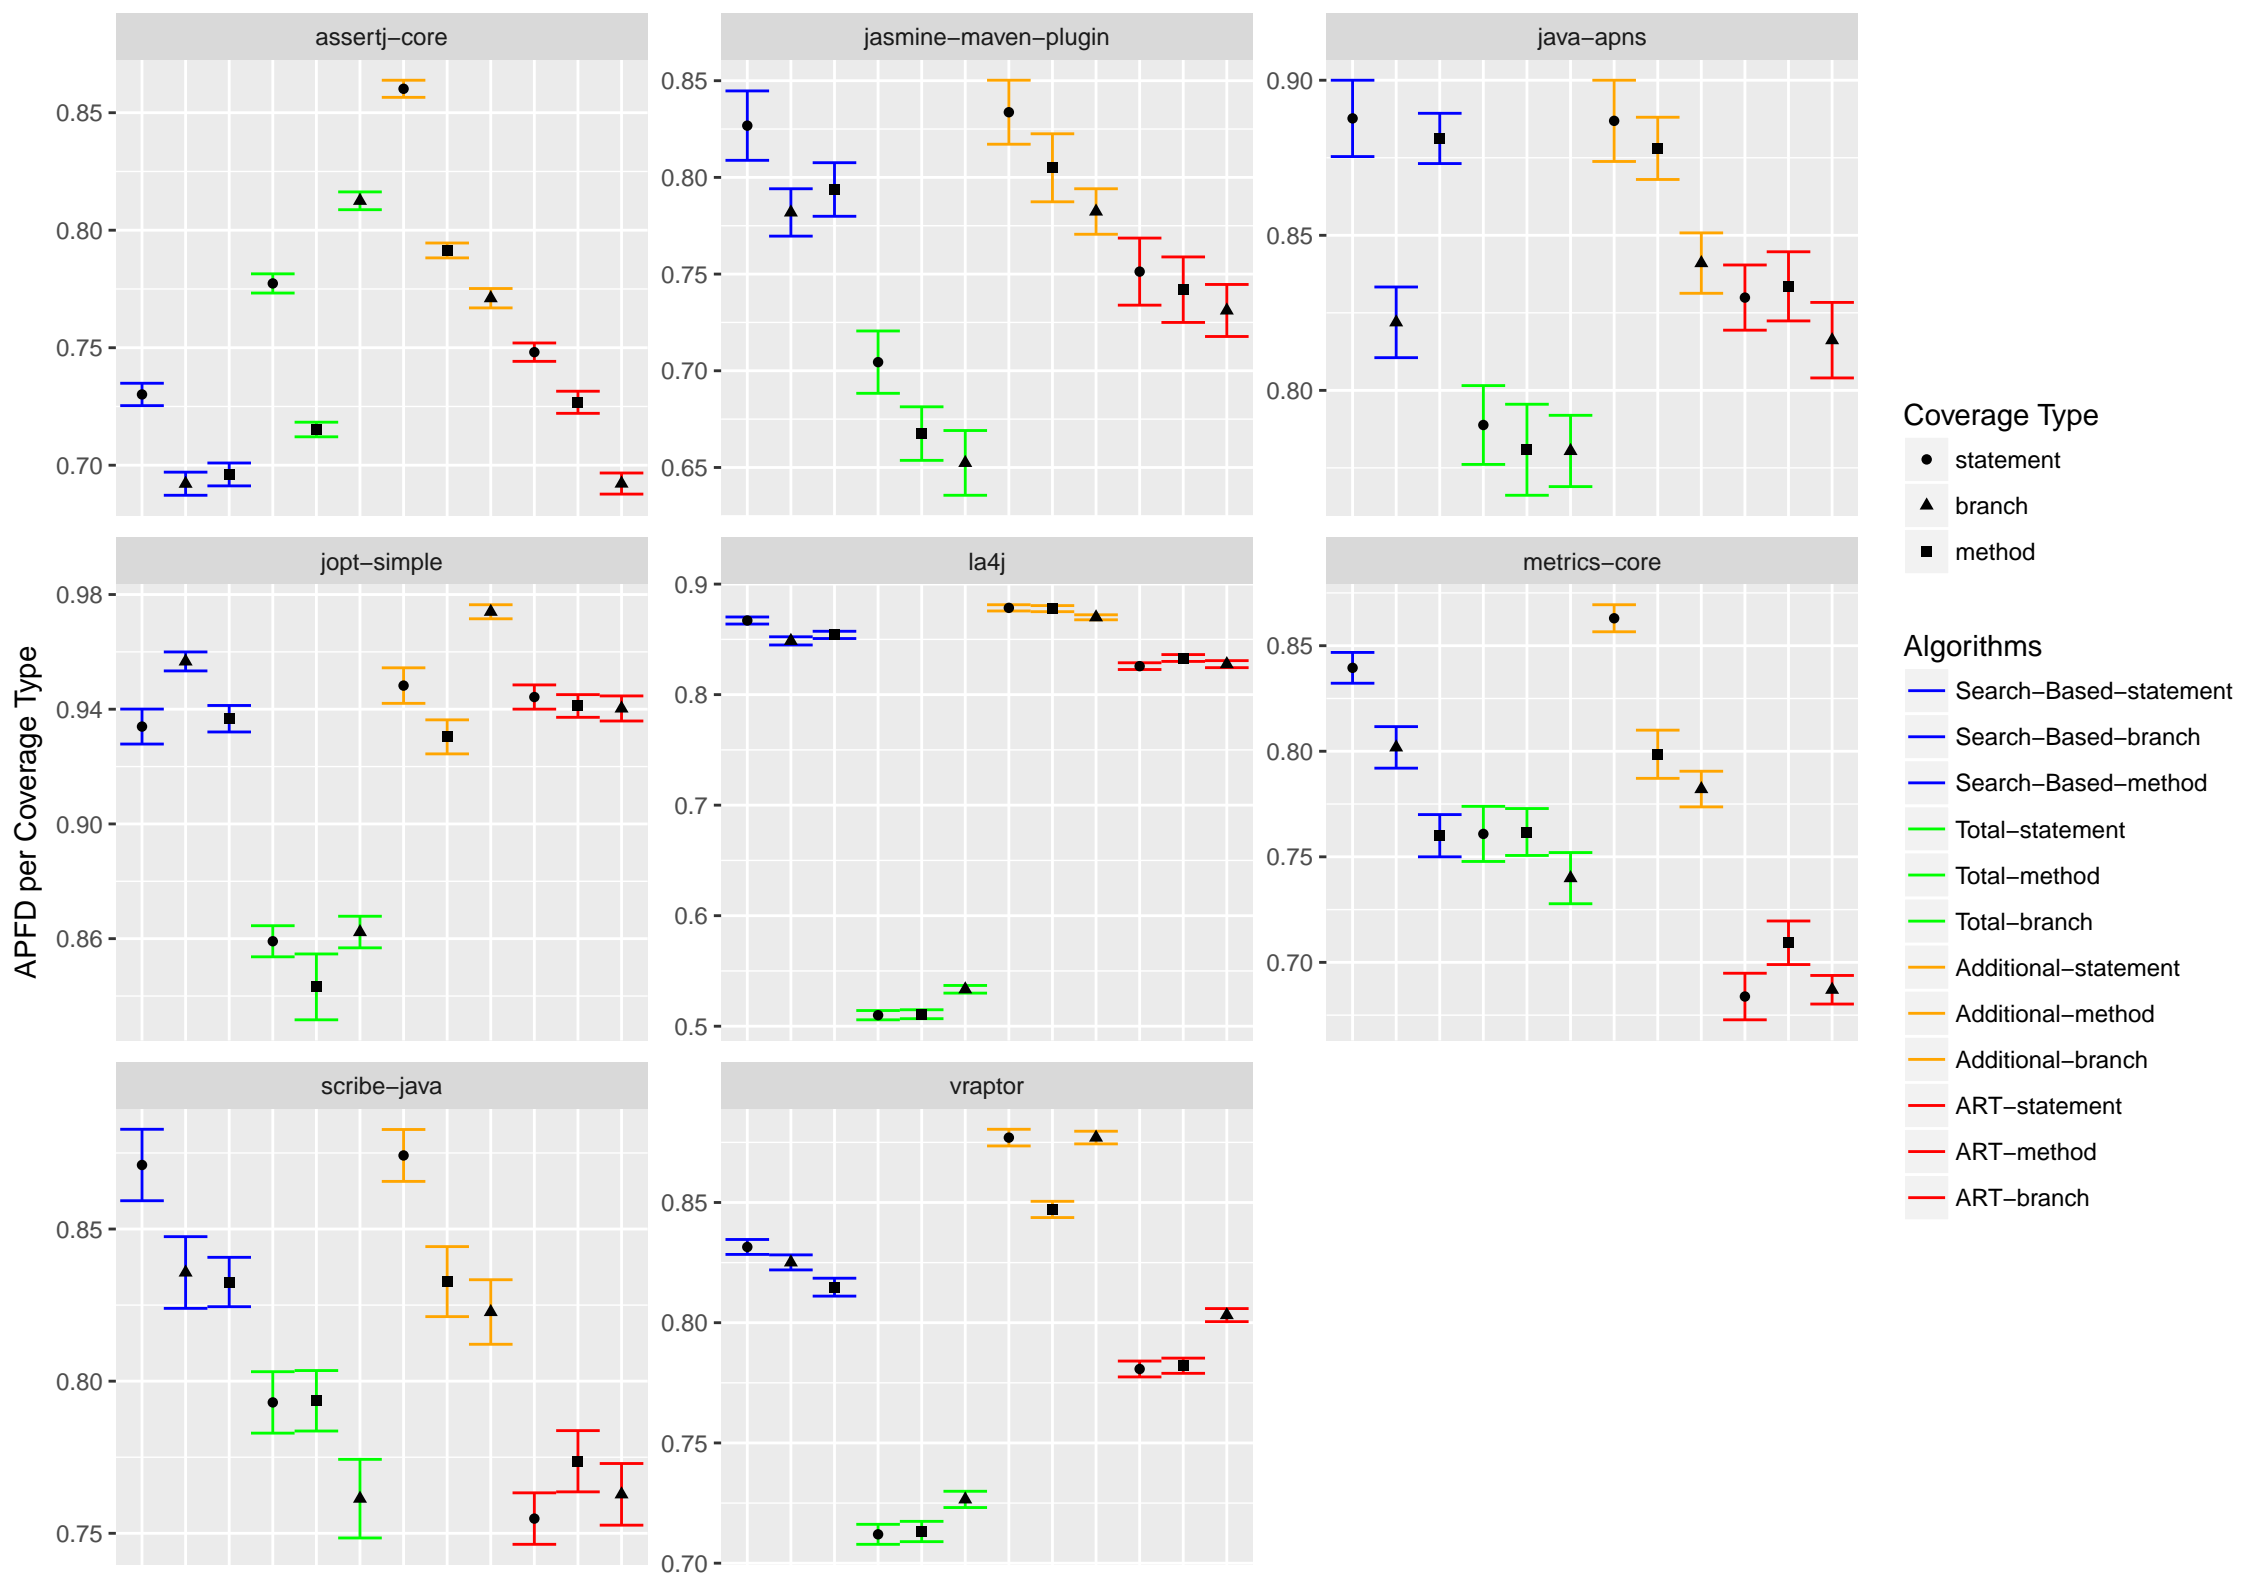 assertj−core
jasmine−maven−plugin
java−apns
0.85
0.80
0.75
0.70
0.85
0.80
0.75
0.70
0.65
0.90
0.85
0.80
jopt−simple
la4j
metrics−core
0.98
0.94
0.90
0.86
0.9
0.8
0.7
0.6
0.5
0.85
0.80
0.75
0.70
scribe−java
vraptor
0.85
0.80
0.75
0.85
0.80
0.75
0.70
APFD per Coverage Type
Coverage Type
statement
branch
method
Algorithms
Search−Based−statement
Search−Based−branch
Search−Based−method
Total−statement
Total−method
Total−branch
Additional−statement
Additional−method
Additional−branch
ART−statement
ART−method
ART−branch